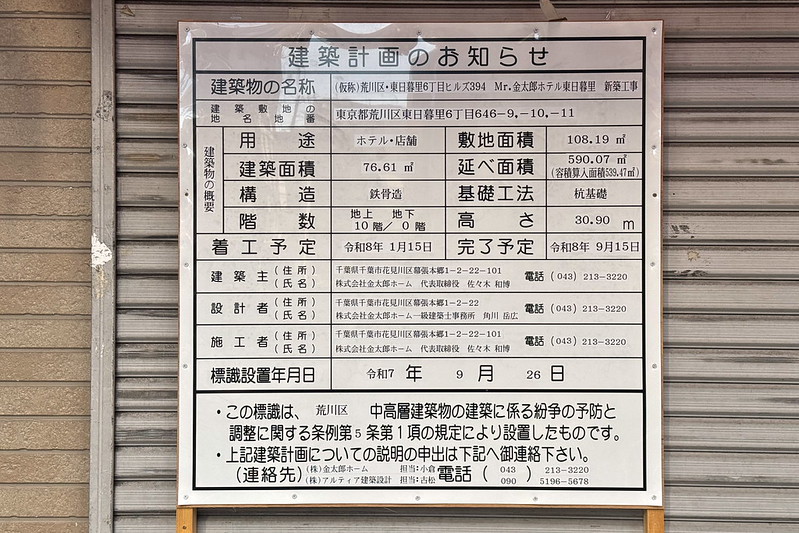 建築計画のお知らせ
建築物の名称 (仮称)荒川区・東日暮里6丁目ヒルズ394 Mr.金太郎ホテル東日暮里 新築工事
建築敷地の地名地番 東京都荒川区東日暮里6丁目646-9,-10,-11
建築物の概要
用途 ホテル・店舗 敷地面積 108.19 ㎡
建築面積 76.61 ㎡ 延べ面積 590.07 ㎡ (容積算入面積539.47㎡)
構造 鉄骨造 基礎工法 杭基礎
階数 地上 10階/ 地下 0階 高さ 30.90 m
着工予定 令和8年 1月15日 完了予定 令和8年 9月15日
建築主 (住所) 千葉県千葉市花見川区幕張本郷1-2-22-101 電話 (043) 213-3220
(氏名) 株式会社金太郎ホーム 代表取締役 佐々木 和博
設計者 (住所) 千葉県千葉市花見川区幕張本郷1-2-22 電話 (043) 213-3220
(氏名) 株式会社金太郎ホーム一級建築士事務所 角川 岳広
施工者 (住所) 千葉県千葉市花見川区幕張本郷1-2-22-101 電話 (043) 213-3220
(氏名) 株式会社金太郎ホーム 代表取締役 佐々木 和博
標識設置年月日 令和7 年 9 月 26 日
・この標識は、 荒川区 中高層建築物の建築に係る紛争の予防と
調整に関する条例第5条第1項の規定により設置したものです。
・上記建築計画についての説明の申出は下記へ御連絡下さい。
(連絡先) (株)金太郎ホーム 担当:小倉 電話 (043) 213-3220
(株)アルティア建築設計 担当:古松 090 5196-5678